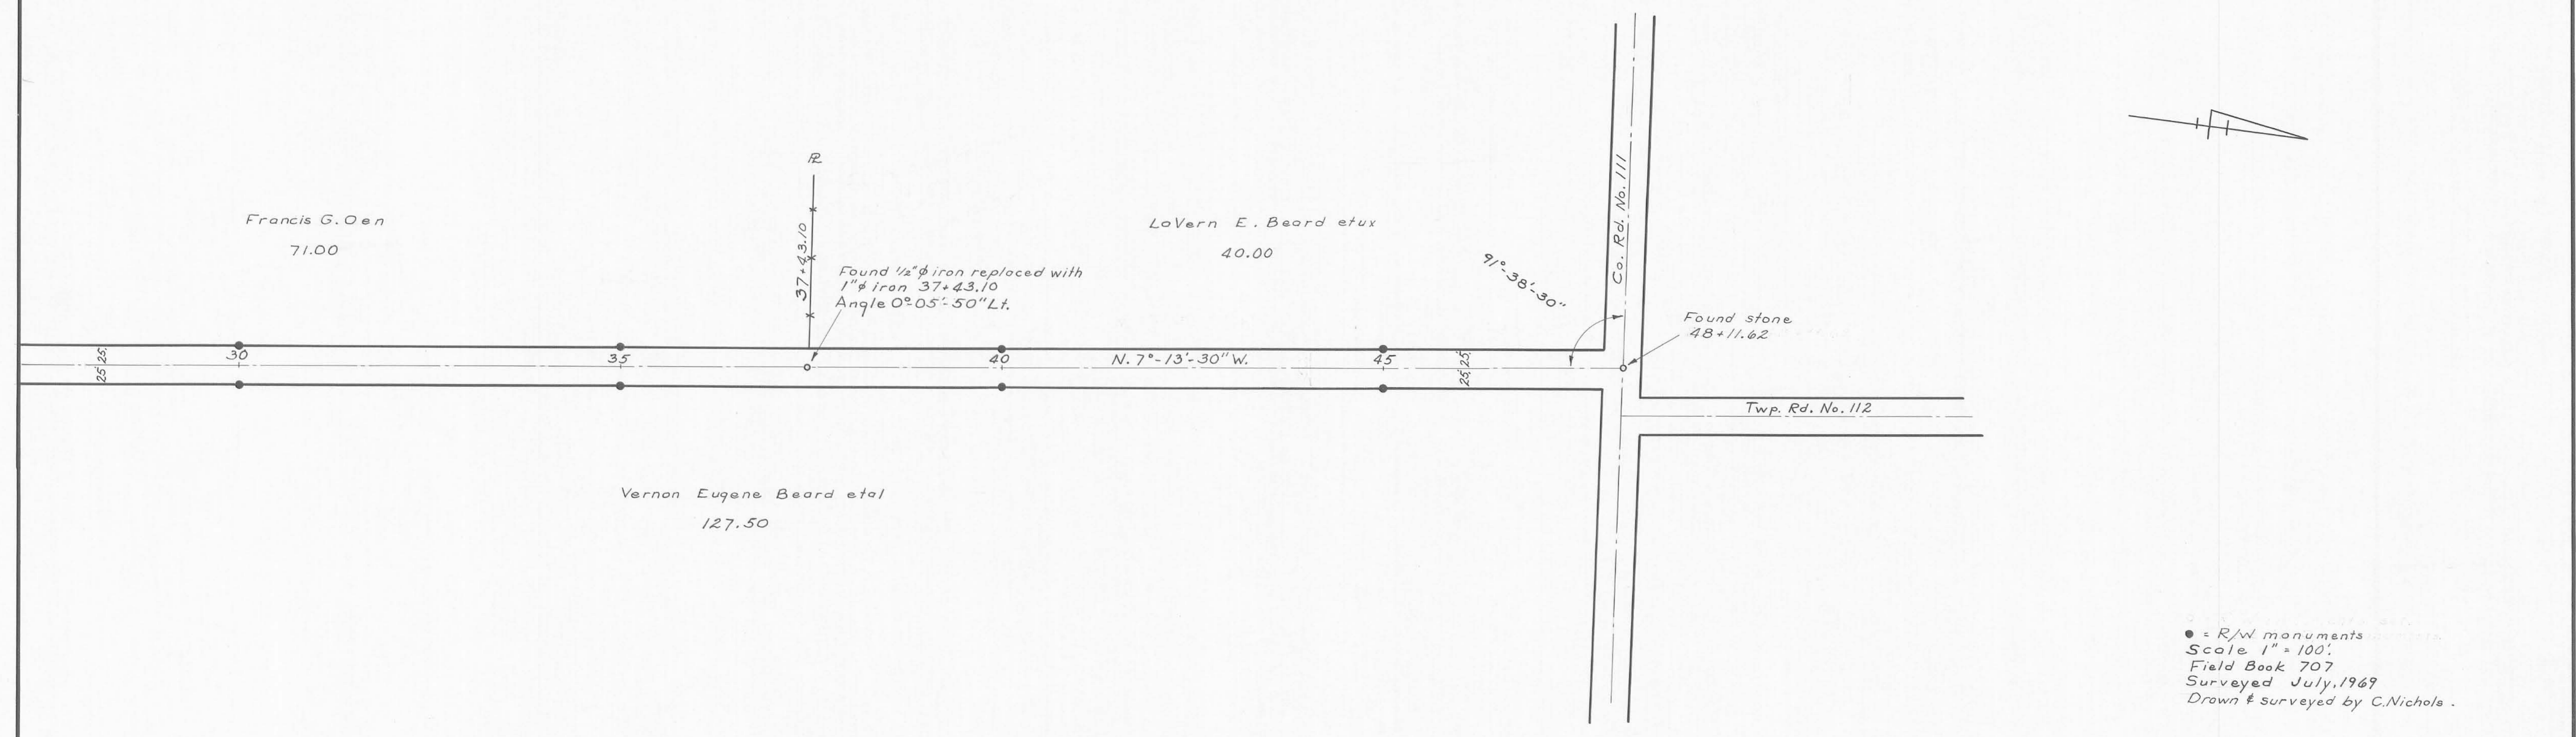 Francis G. Oen
71.00
℞
37+43.10
Found 1/2"ϕ iron replaced with
1"ϕ iron 37+43.10
Angle 0°-05'-50" Lt.
LaVern E. Beard etux
40.00
91°-38'-30"
Co. Rd. No. 111
Found stone
48+11.62
25'
25'
30
35
40
N. 7°-13'-30" W.
45
25'
25'
Twp. Rd. No. 112
Vernon Eugene Beard etal
127.50
● = R/W monuments
Scale 1" = 100'.
Field Book 707
Surveyed July, 1969
Drawn & surveyed by C. Nichols.